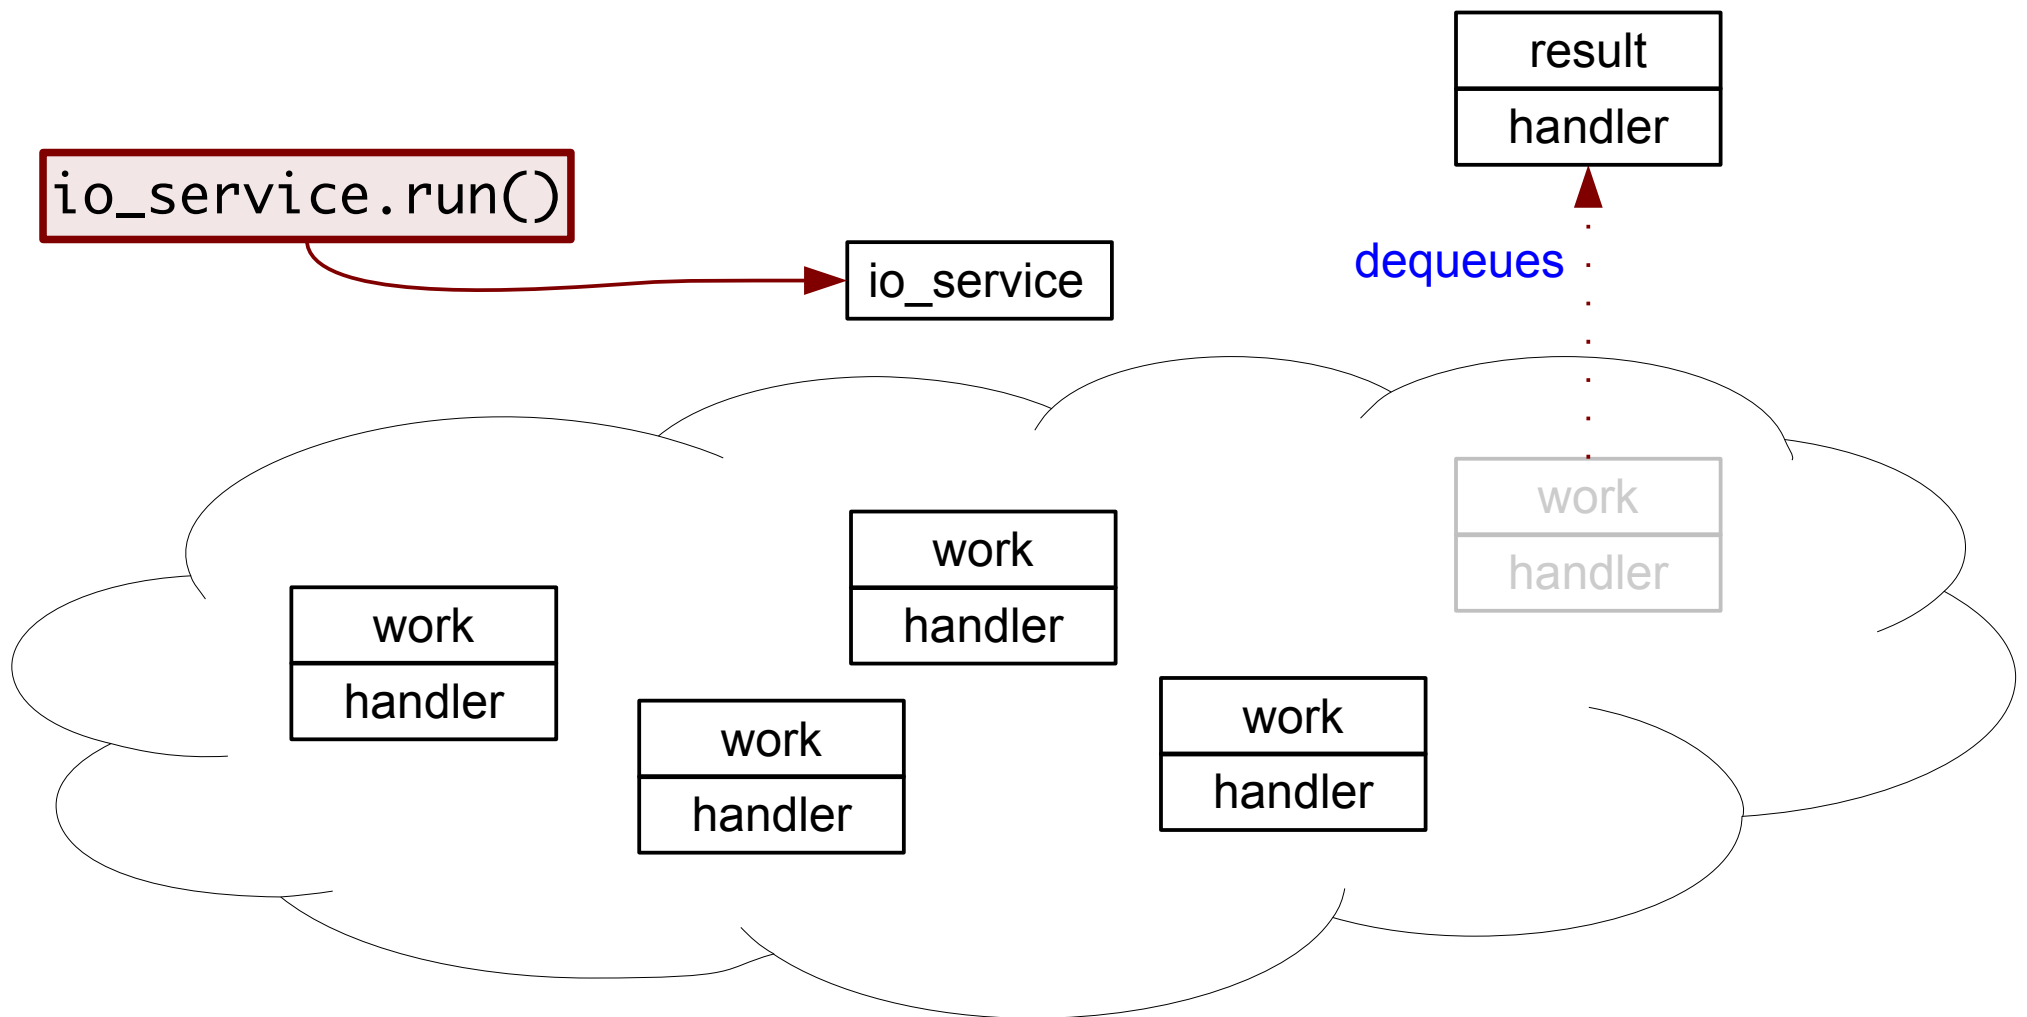 result
handler
io_service.run()
io_service
dequeues
work
handler
work
handler
work
handler
work
handler
work
handler